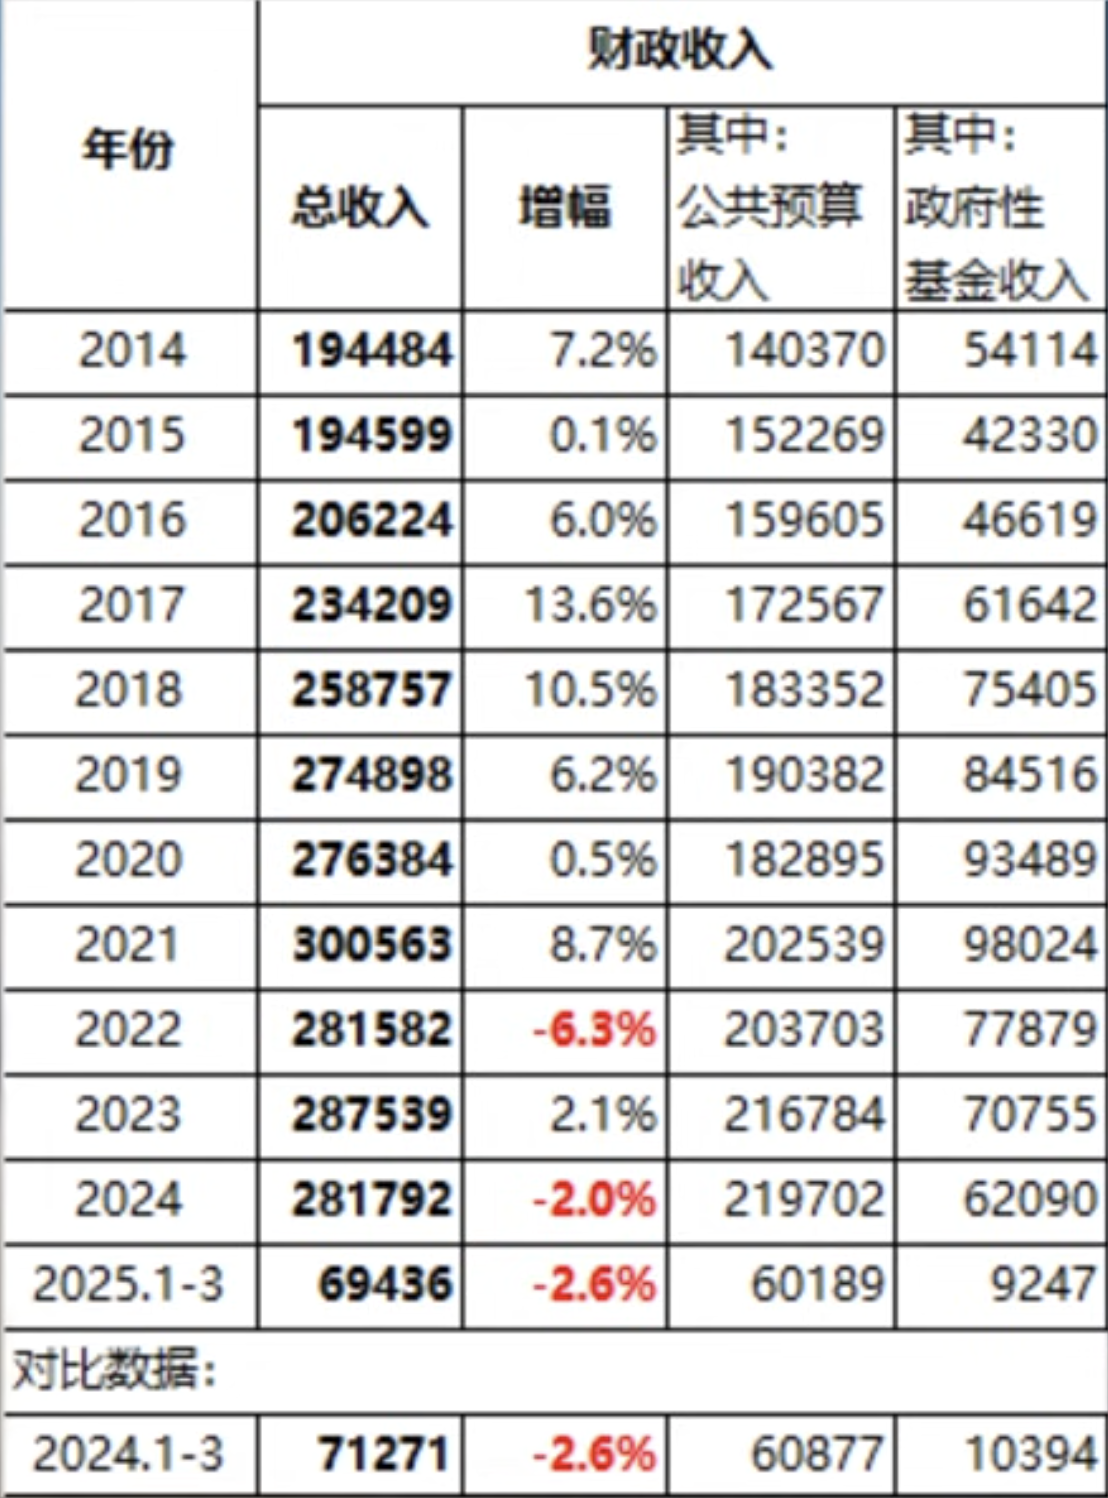 财政收入
年份
总收入 增幅 其中：公共预算收入 其中：政府性基金收入
2014 194484 7.2% 140370 54114
2015 194599 0.1% 152269 42330
2016 206224 6.0% 159605 46619
2017 234209 13.6% 172567 61642
2018 258757 10.5% 183352 75405
2019 274898 6.2% 190382 84516
2020 276384 0.5% 182895 93489
2021 300563 8.7% 202539 98024
2022 281582 -6.3% 203703 77879
2023 287539 2.1% 216784 70755
2024 281792 -2.0% 219702 62090
2025.1-3 69436 -2.6% 60189 9247
对比数据：
2024.1-3 71271 -2.6% 60877 10394